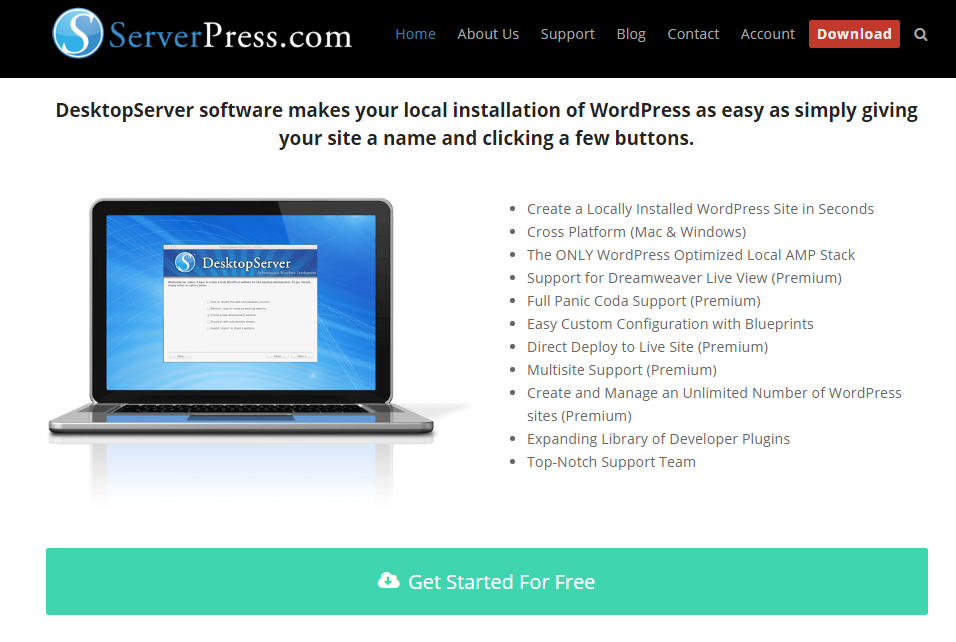 ServerPress.com
Home About Us Support Blog Contact Account Download
DesktopServer software makes your local installation of WordPress as easy as simply giving
your site a name and clicking a few buttons.
DesktopServer
Create a Locally Installed WordPress Site in Seconds
Cross Platform (Mac & Windows)
The ONLY WordPress Optimized Local AMP Stack
Support for Dreamweaver Live View (Premium)
Full Panic Coda Support (Premium)
Easy Custom Configuration with Blueprints
Direct Deploy to Live Site (Premium)
Multisite Support (Premium)
Create and Manage an Unlimited Number of WordPress
sites (Premium)
Expanding Library of Developer Plugins
Top-Notch Support Team
Get Started For Free